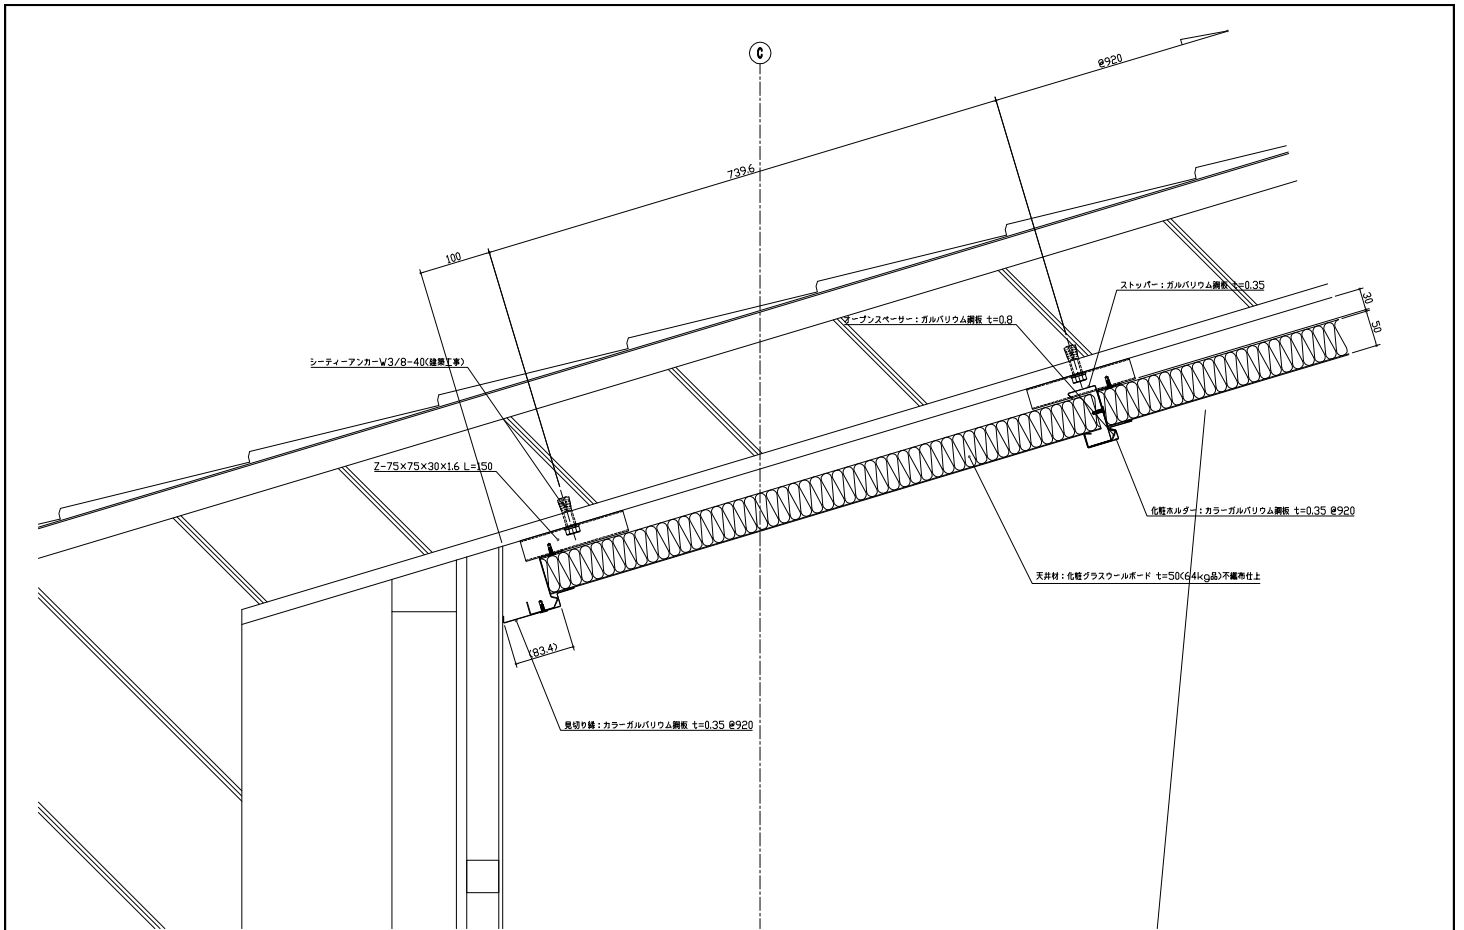 C
@920
739.6
100
ストッパー：ガルバリウム鋼板 t=0.35
30
オープンスペーサー：ガルバリウム鋼板 t=0.8
50
シーティーアンカーW3/8-40(建築工事)
Z-75×75×30×1.6 L=150
化粧ホルダー：カラーガルバリウム鋼板 t=0.35 @920
天井材：化粧グラスウールボード t=50(64kg品)不織布仕上
(83.4)
見切り縁：カラーガルバリウム鋼板 t=0.35 @920